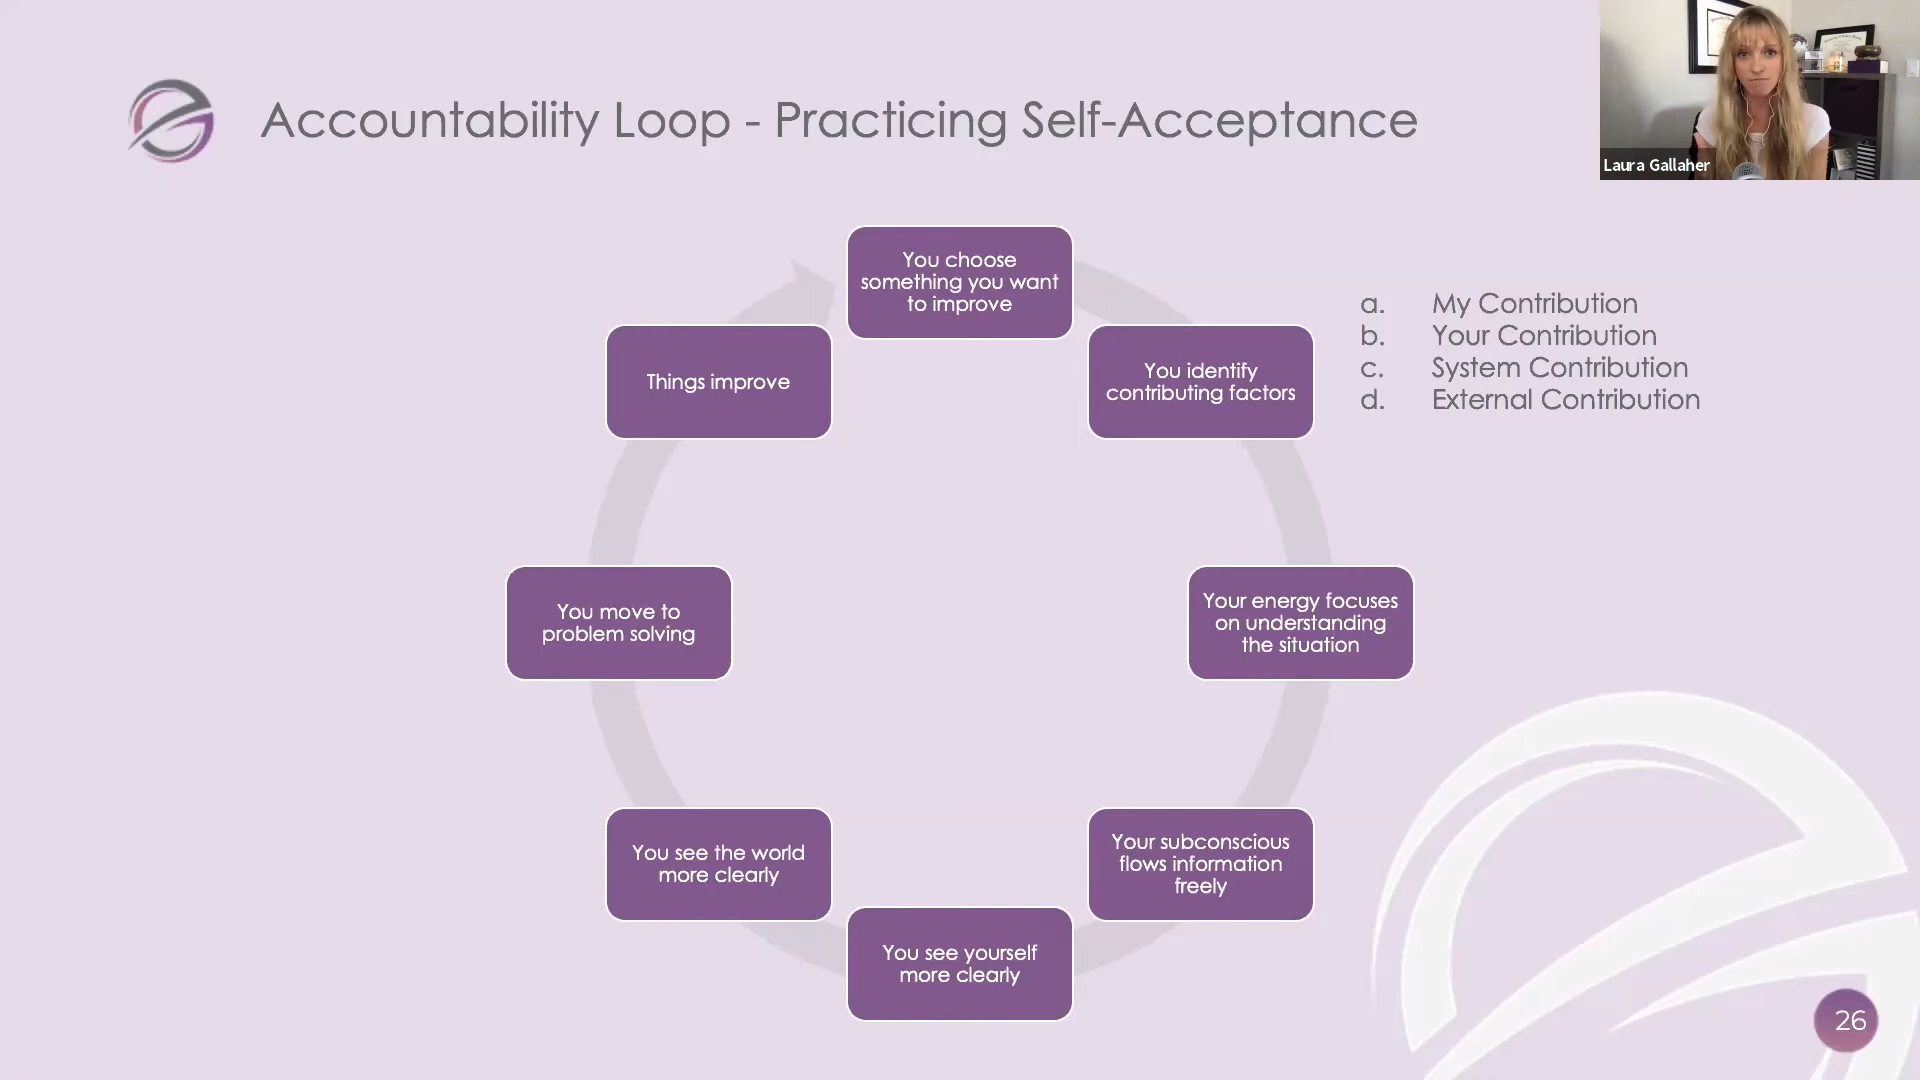 Accountability Loop - Practicing Self-Acceptance
Laura Gallaher
You choose
something you want
to improve
You identify
contributing factors
a. My Contribution
b. Your Contribution
c. System Contribution
d. External Contribution
Your energy focuses
on understanding
the situation
Your subconscious
flows information
freely
You see yourself
more clearly
You see the world
more clearly
You move to
problem solving
Things improve
26